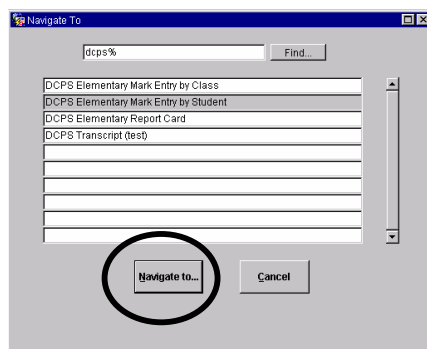 Navigate To
dcps% Find...
DCPS Elementary Mark Entry by Class
DCPS Elementary Mark Entry by Student
DCPS Elementary Report Card
DCPS Transcript (test)
Navigate to... Cancel